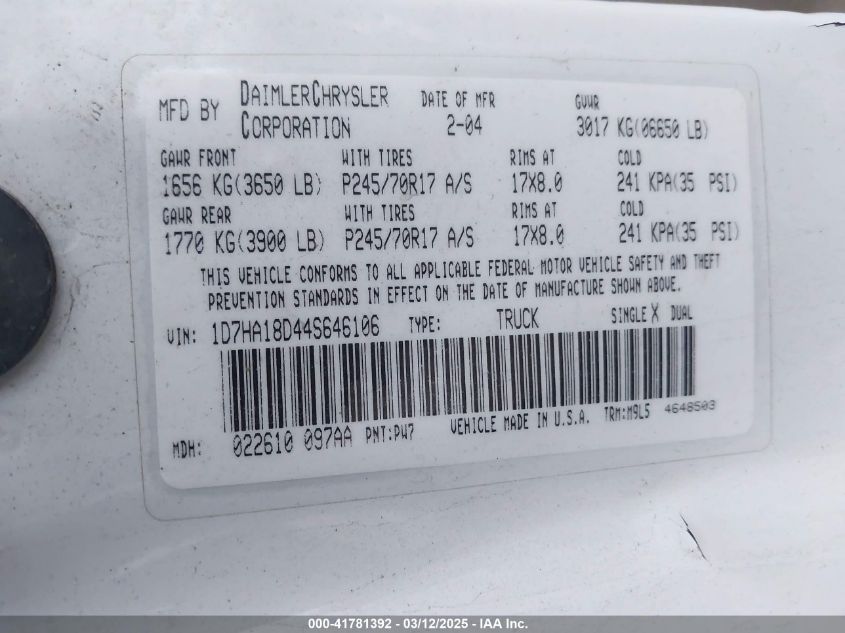 MFD BY DAIMLERCHRYSLER CORPORATION DATE OF MFR 2-04 GVWR 3017 KG(06650 LB)
GAWR FRONT WITH TIRES RIMS AT COLD
1656 KG(3650 LB) P245/70R17 A/S 17X8.0 241 KPA(35 PSI)
GAWR REAR WITH TIRES RIMS AT COLD
1770 KG(3900 LB) P245/70R17 A/S 17X8.0 241 KPA(35 PSI)
THIS VEHICLE CONFORMS TO ALL APPLICABLE FEDERAL MOTOR VEHICLE SAFETY AND THEFT
PREVENTION STANDARDS IN EFFECT ON THE DATE OF MANUFACTURE SHOWN ABOVE.
VIN: 1D7HA18D44S646106 TYPE: TRUCK SINGLE X DUAL
MDH: 022610 097AA PNT:PW7 VEHICLE MADE IN U.S.A. TRM:M9L5 4648503
000-41781392 - 03/12/2025 - IAA Inc.